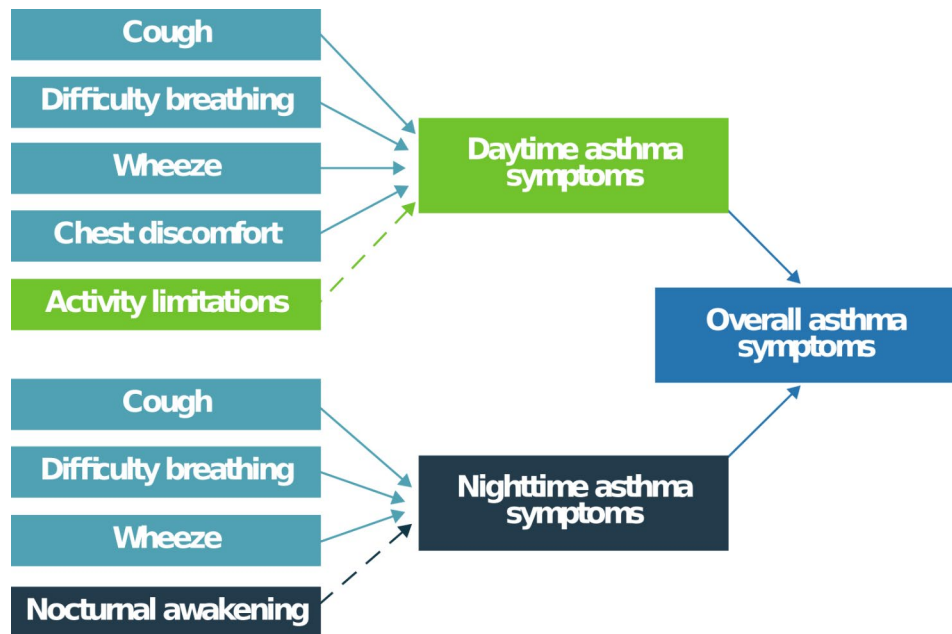 Cough
Difficulty breathing
Wheeze
Chest discomfort
Activity limitations
Daytime asthma
symptoms
Overall asthma
symptoms
Cough
Difficulty breathing
Wheeze
Nocturnal awakening
Nighttime asthma
symptoms